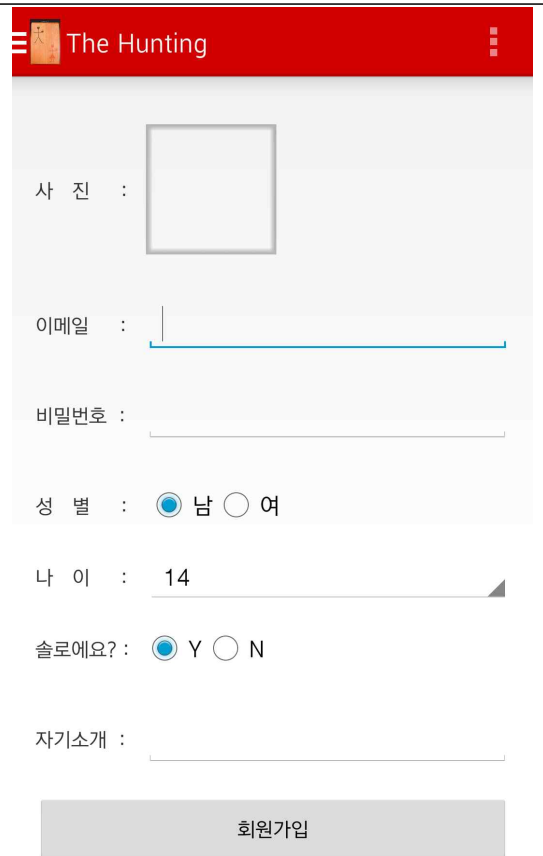 The Hunting
사 진 :
이메일 :
비밀번호 :
성 별 : 남 여
나 이 : 14
솔로에요? : Y N
자기소개 :
회원가입